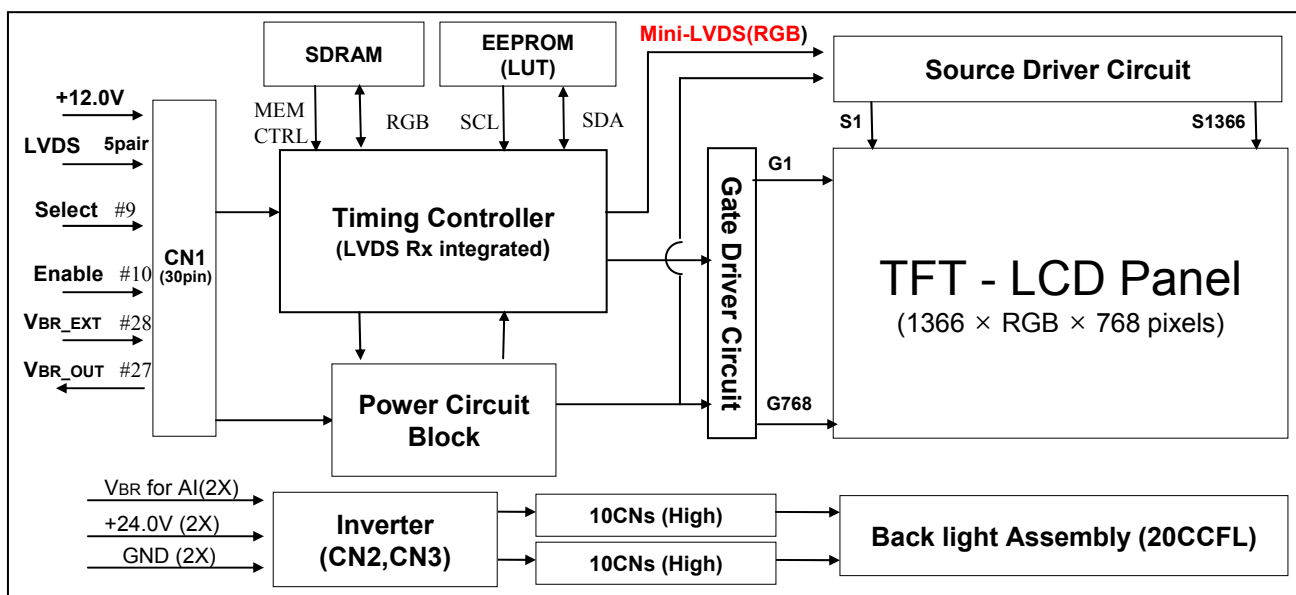 SDRAM
EEPROM
(LUT)
Mini-LVDS(RGB)
Source Driver Circuit
+12.0V
LVDS 5pair
Select #9
Enable #10
VBR_EXT #28
VBR_OUT #27
CN1
(30pin)
MEM
CTRL
RGB
SCL
SDA
Timing Controller
(LVDS Rx integrated)
Power Circuit
Block
Gate Driver Circuit
S1
S1366
G1
G768
TFT - LCD Panel
(1366 × RGB × 768 pixels)
VBR for AI(2X)
+24.0V (2X)
GND (2X)
Inverter
(CN2,CN3)
10CNs (High)
10CNs (High)
Back light Assembly (20CCFL)